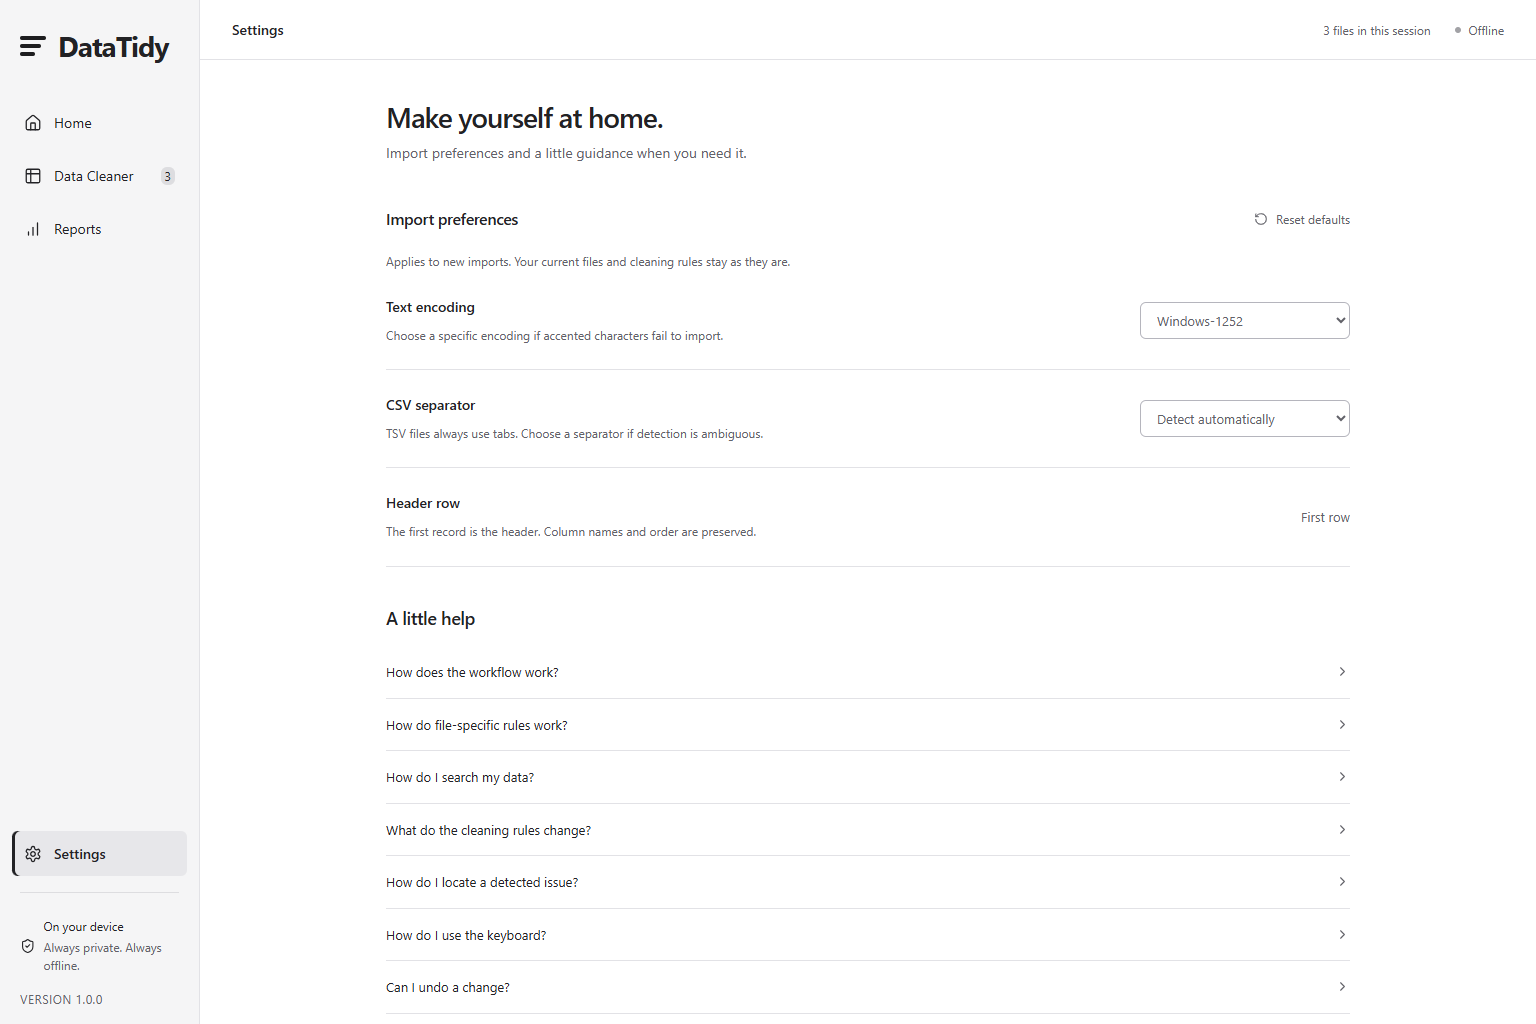 DataTidy
Home
Data Cleaner 3
Reports
Settings
On your device
Always private. Always
offline.
VERSION 1.0.0
Settings
3 files in this session
Offline
Make yourself at home.
Import preferences and a little guidance when you need it.
Import preferences
Reset defaults
Applies to new imports. Your current files and cleaning rules stay as they are.
Text encoding
Choose a specific encoding if accented characters fail to import.
Windows-1252
CSV separator
TSV files always use tabs. Choose a separator if detection is ambiguous.
Detect automatically
Header row
The first record is the header. Column names and order are preserved.
First row
A little help
How does the workflow work?
How do file-specific rules work?
How do I search my data?
What do the cleaning rules change?
How do I locate a detected issue?
How do I use the keyboard?
Can I undo a change?